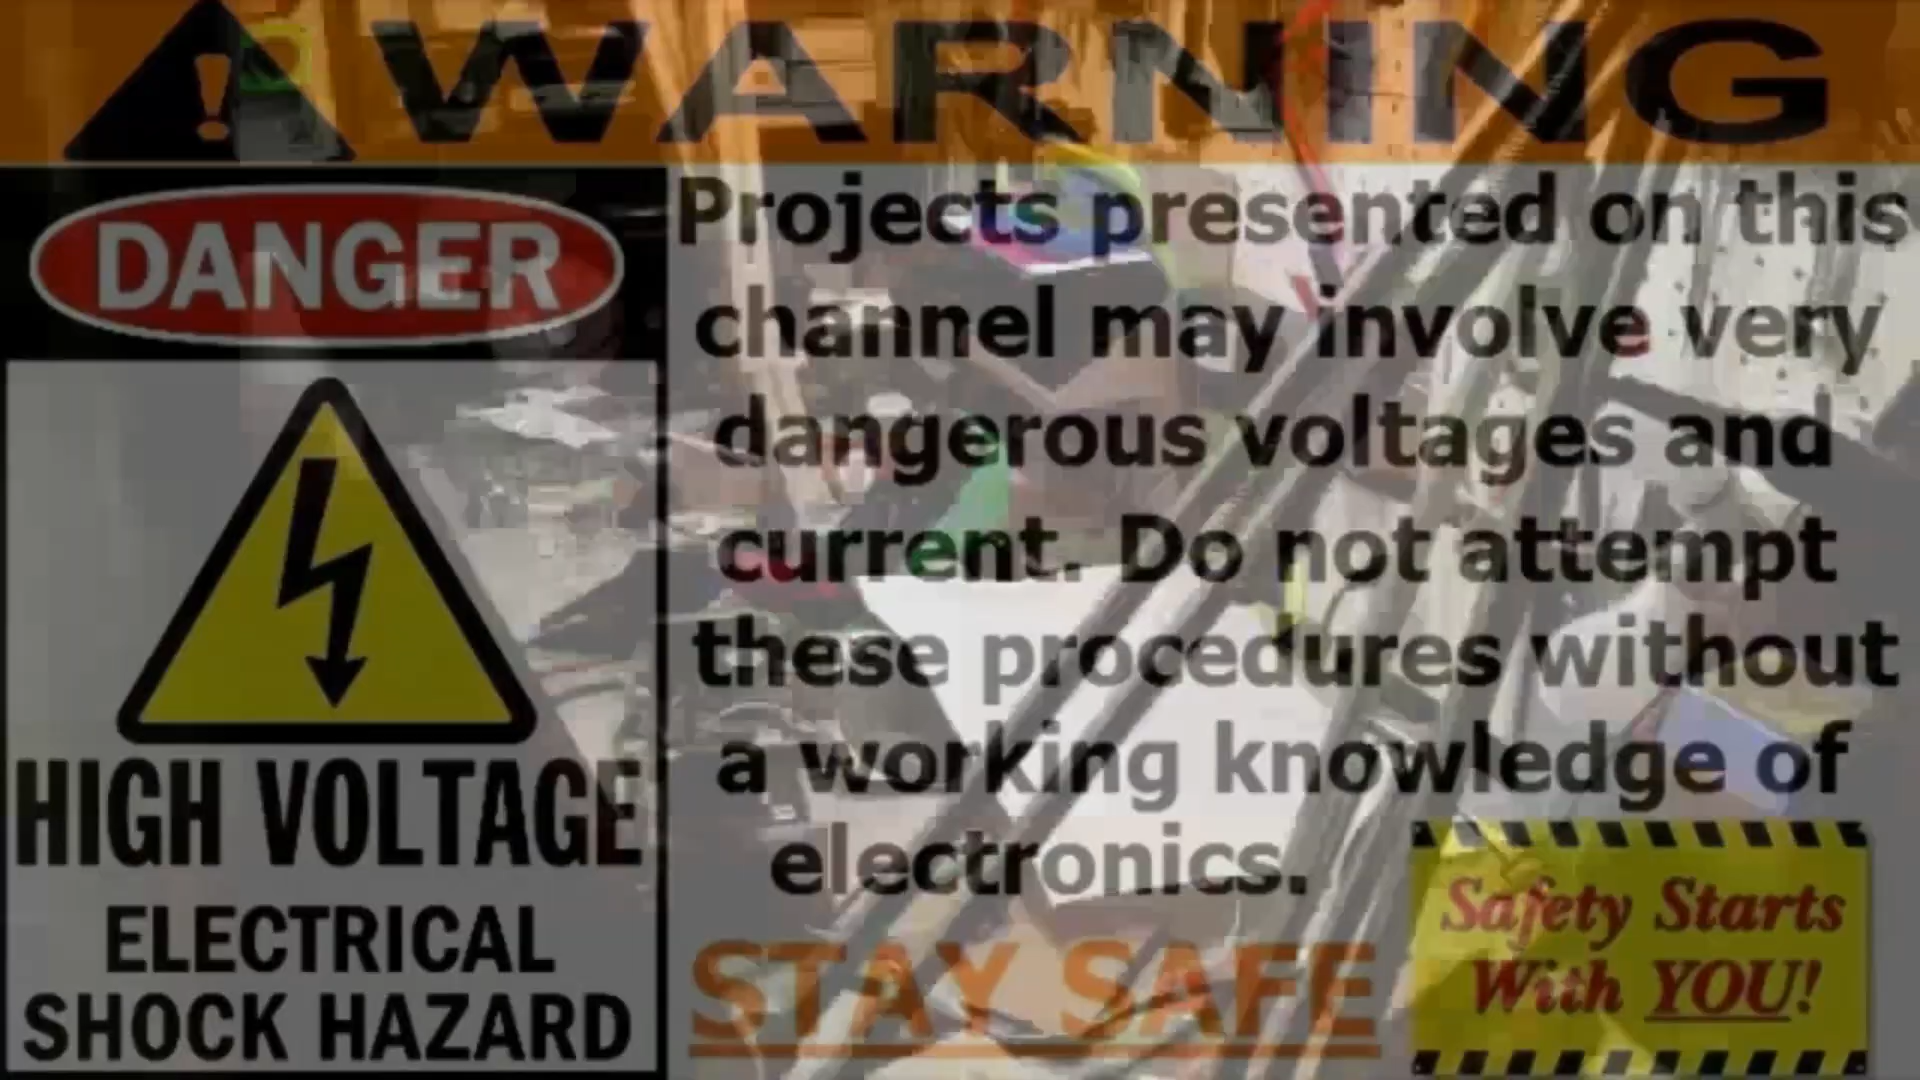 WARNING
DANGER
HIGH VOLTAGE
ELECTRICAL
SHOCK HAZARD
Projects presented on this
channel may involve very
dangerous voltages and
current. Do not attempt
these procedures without
a working knowledge of
electronics.
STAY SAFE
Safety Starts
With YOU!